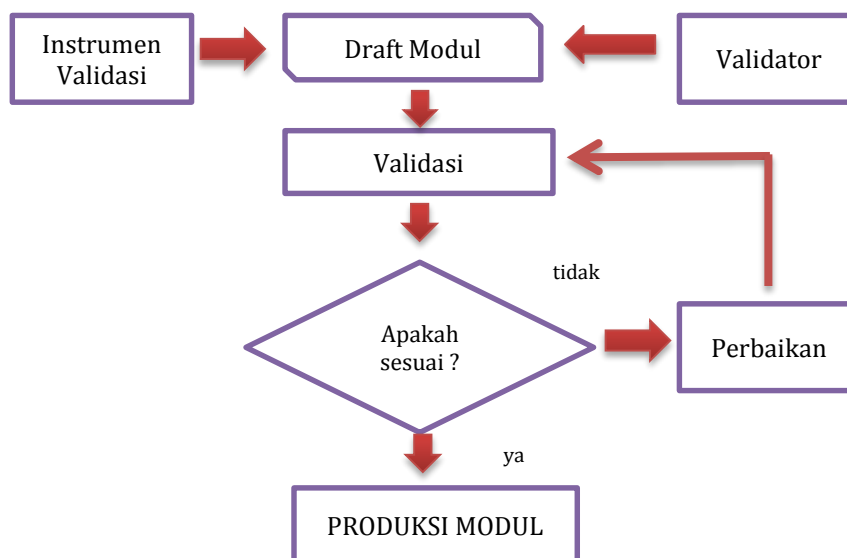 Instrumen
Validasi
Draft Modul
Validator
Validasi
tidak
Apakah
sesuai ?
Perbaikan
ya
PRODUKSI MODUL